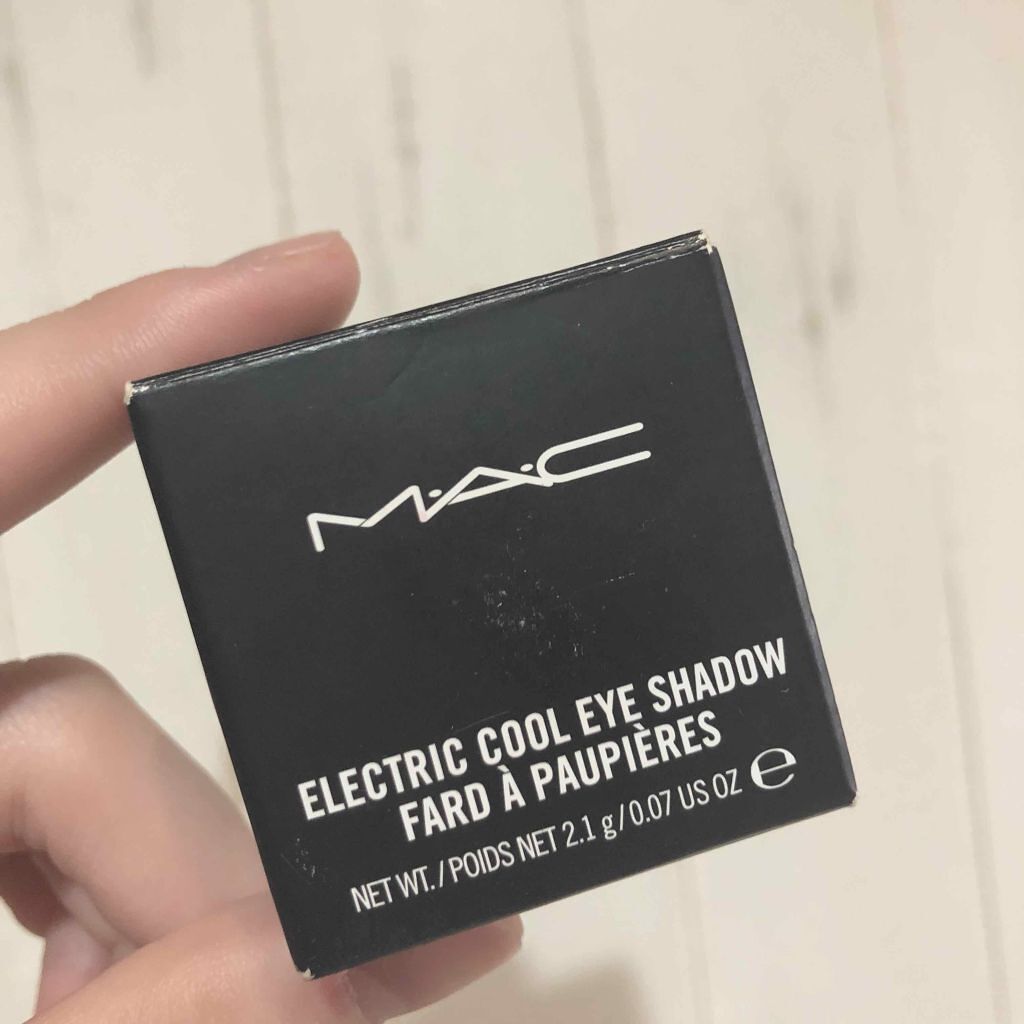 M·A·C
ELECTRIC COOL EYE SHADOW
FARD À PAUPIÈRES
NET WT./POIDS NET 2.1 g/0.07 US OZ ℮